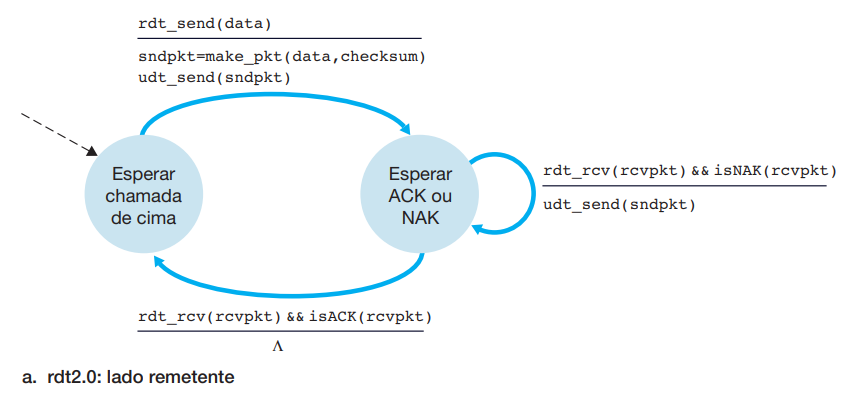 rdt_send(data)
sndpkt=make_pkt(data,checksum)
udt_send(sndpkt)
Esperar
chamada
de cima
Esperar
ACK ou
NAK
rdt_rcv(rcvpkt) && isNAK(rcvpkt)
udt_send(sndpkt)
rdt_rcv(rcvpkt) && isACK(rcvpkt)
Λ
a. rdt2.0: lado remetente